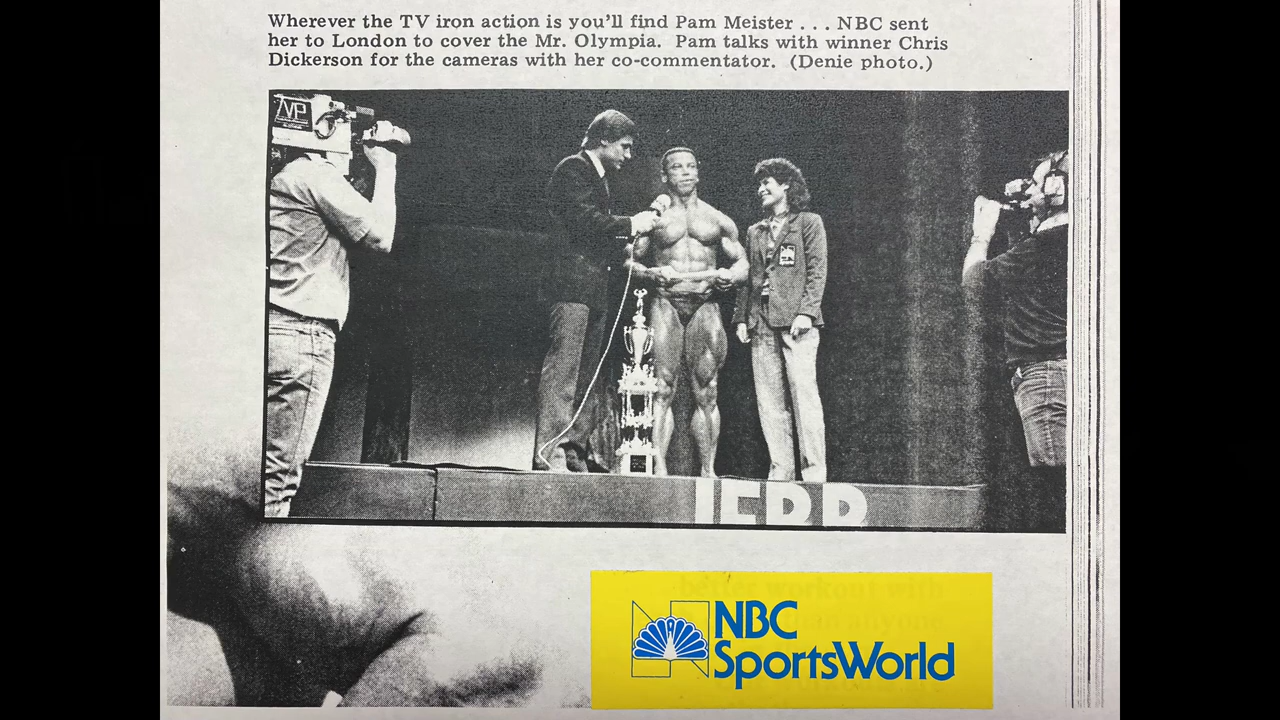 Wherever the TV iron action is you'll find Pam Meister . . . NBC sent
her to London to cover the Mr. Olympia. Pam talks with winner Chris
Dickerson for the cameras with her co-commentator. (Denie photo.)
NBC
SportsWorld